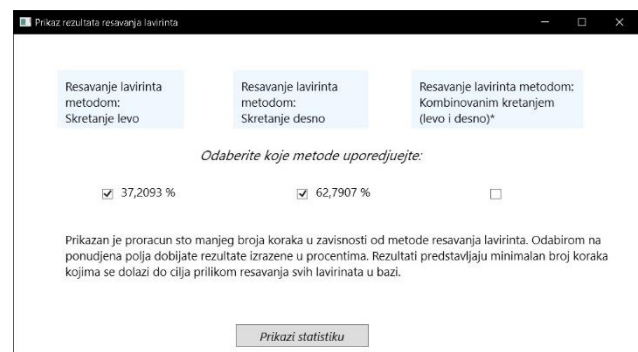 Prikaz rezultata resavanja lavirinta
Resavanje lavirinta
metodom:
Skretanje levo
Resavanje lavirinta
metodom:
Skretanje desno
Resavanje lavirinta metodom:
Kombinovanim kretanjem
(levo i desno)*
Odaberite koje metode uporedjuejte:
37,2093 %
62,7907 %
Prikazan je proracun sto manjeg broja koraka u zavisnosti od metode resavanja lavirinta. Odabirom na
ponudjena polja dobijate rezultate izrazene u procentima. Rezultati predstavljaju minimalan broj koraka
kojima se dolazi do cilja prilikom resavanja svih lavirinata u bazi.
Prikazi statistiku